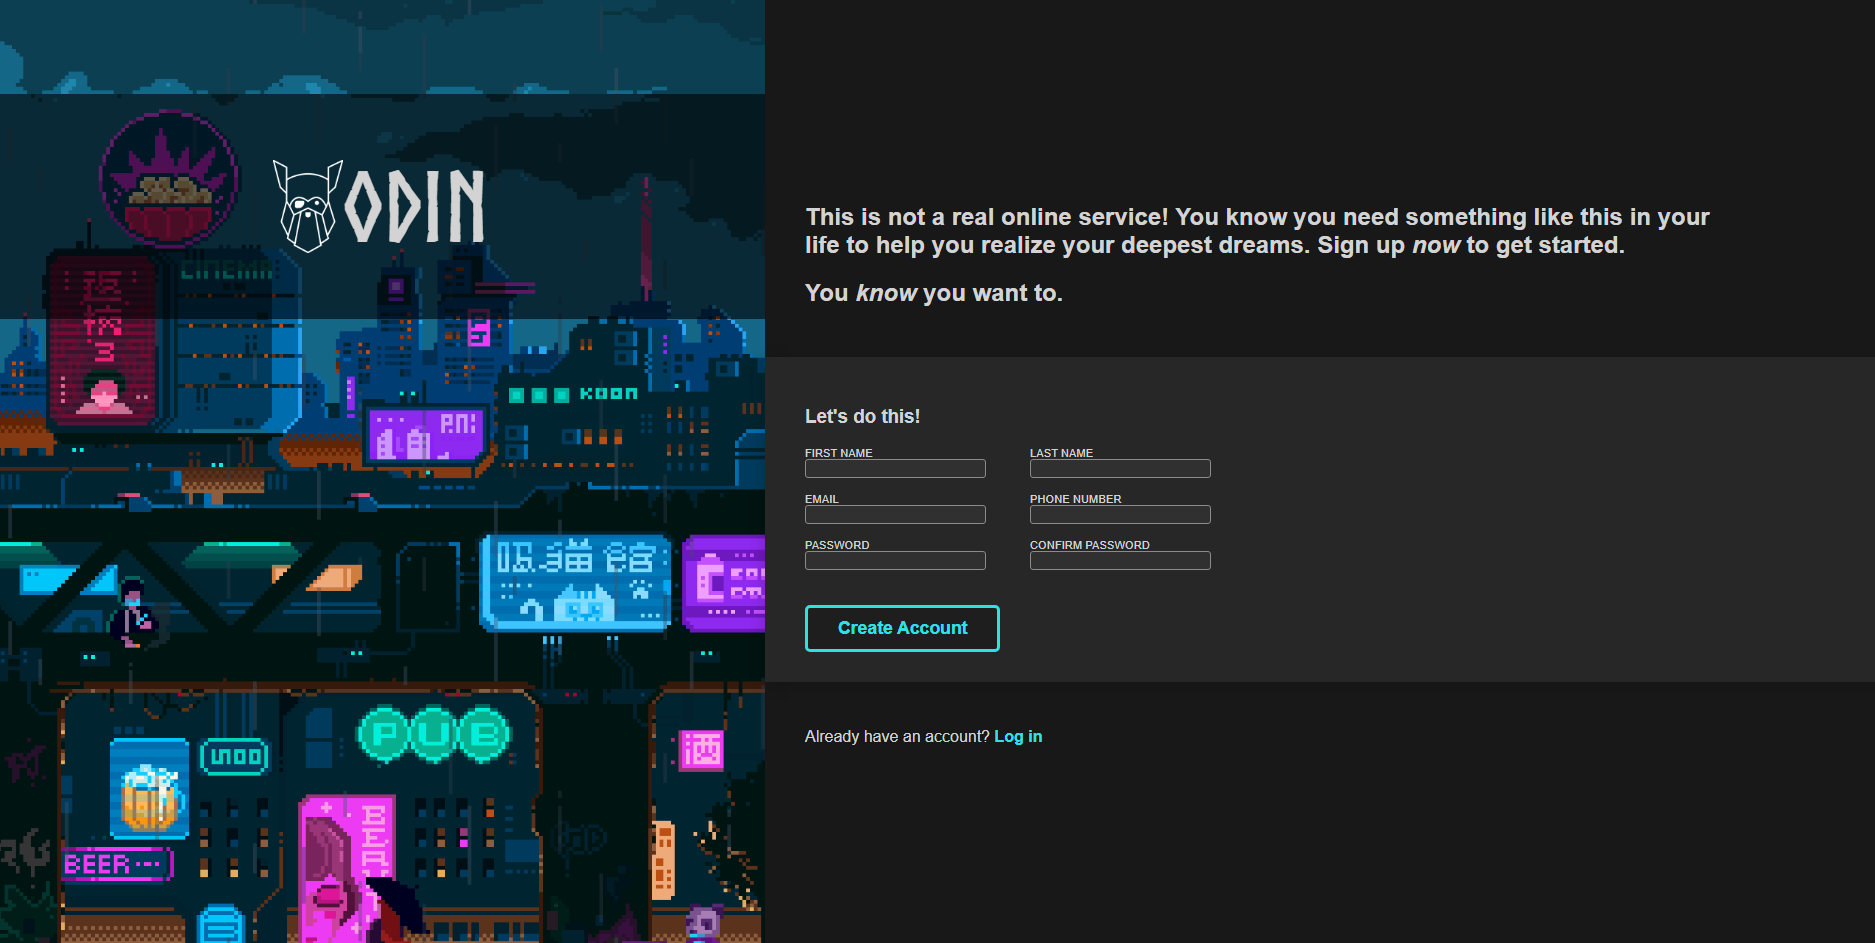 ODIN
CINEMA
KOON
P.N:
PUB
酒
BEER
This is not a real online service! You know you need something like this in your
life to help you realize your deepest dreams. Sign up now to get started.
You know you want to.
Let's do this!
FIRST NAME
LAST NAME
EMAIL
PHONE NUMBER
PASSWORD
CONFIRM PASSWORD
Create Account
Already have an account? Log in